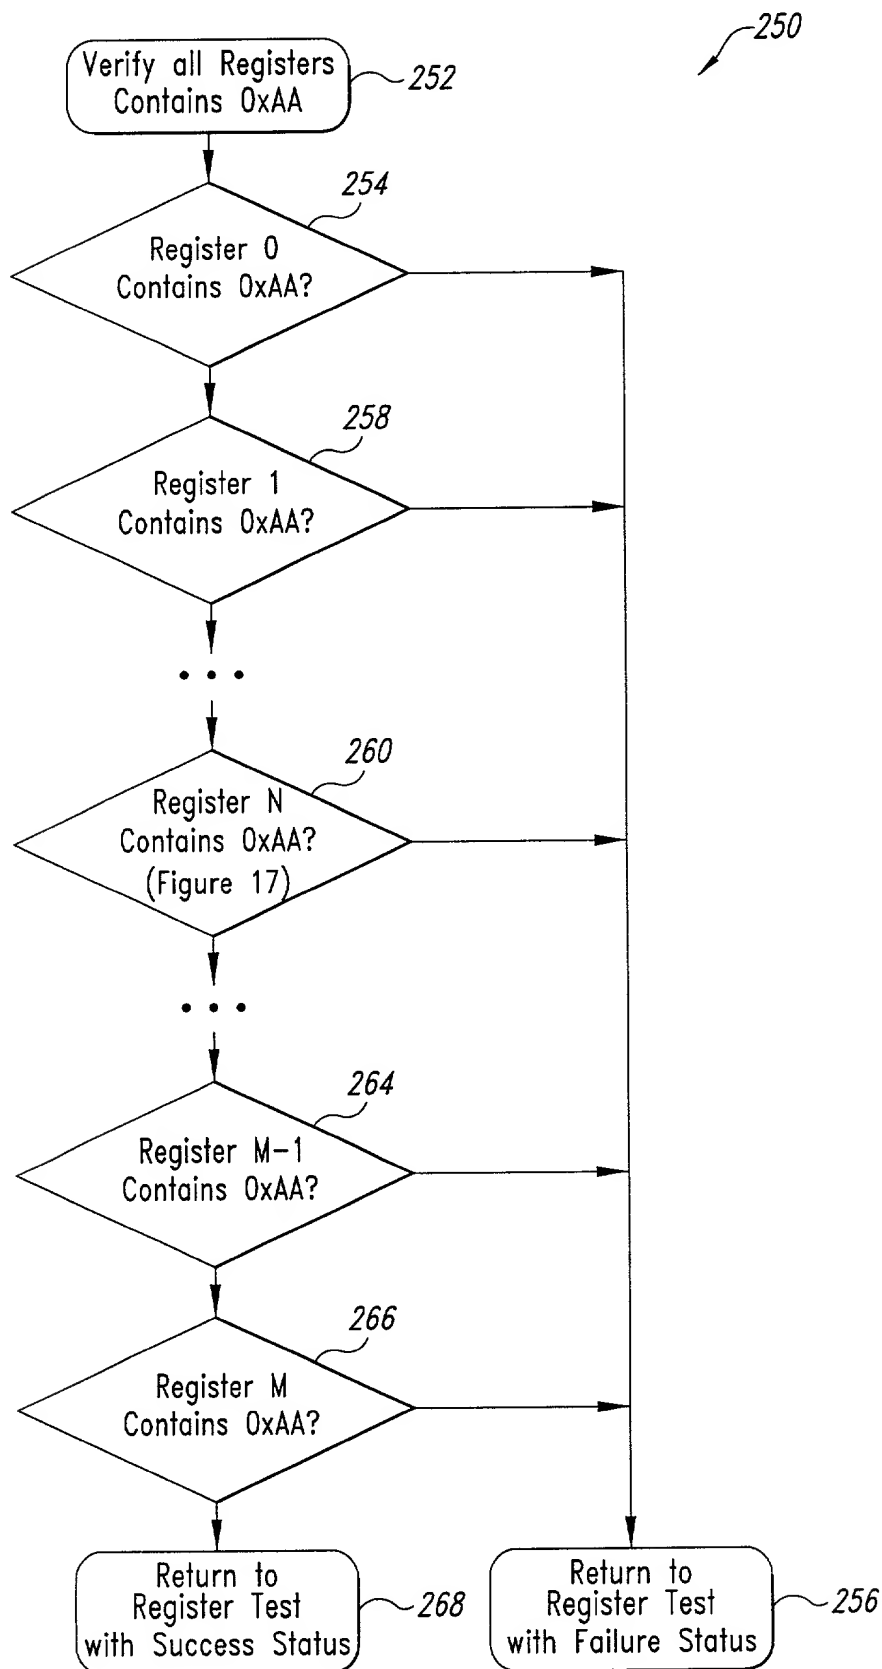 250
Verify all Registers
Contains 0xAA
252
254
Register 0
Contains 0xAA?
258
Register 1
Contains 0xAA?
260
Register N
Contains 0xAA?
(Figure 17)
264
Register M-1
Contains 0xAA?
266
Register M
Contains 0xAA?
Return to
Register Test
with Success Status
268
Return to
Register Test
with Failure Status
256